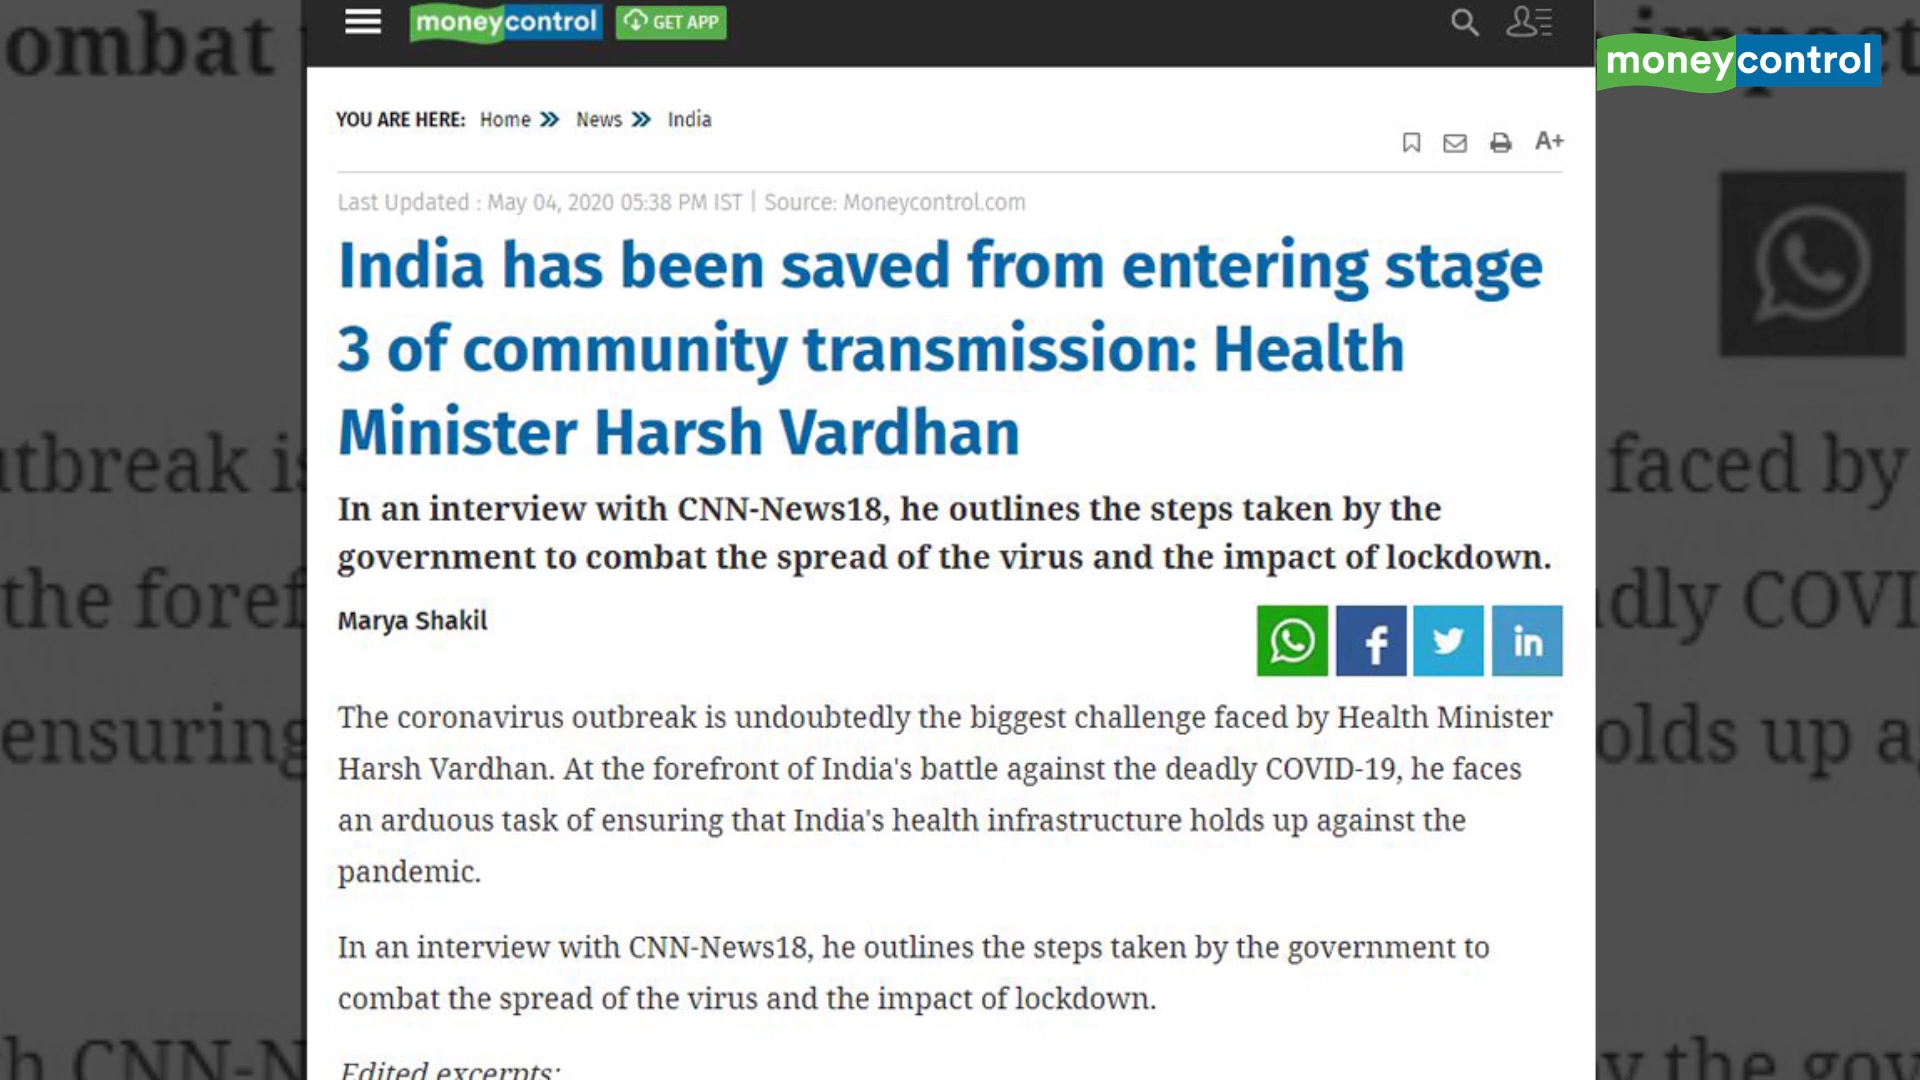 moneycontrol GET APP
moneycontrol
YOU ARE HERE: Home News India
A+
Last Updated : May 04, 2020 05:38 PM IST | Source: Moneycontrol.com
India has been saved from entering stage
3 of community transmission: Health
Minister Harsh Vardhan
In an interview with CNN-News18, he outlines the steps taken by the
government to combat the spread of the virus and the impact of lockdown.
Marya Shakil
The coronavirus outbreak is undoubtedly the biggest challenge faced by Health Minister
Harsh Vardhan. At the forefront of India's battle against the deadly COVID-19, he faces
an arduous task of ensuring that India's health infrastructure holds up against the
pandemic.
In an interview with CNN-News18, he outlines the steps taken by the government to
combat the spread of the virus and the impact of lockdown.
Edited excerpts: